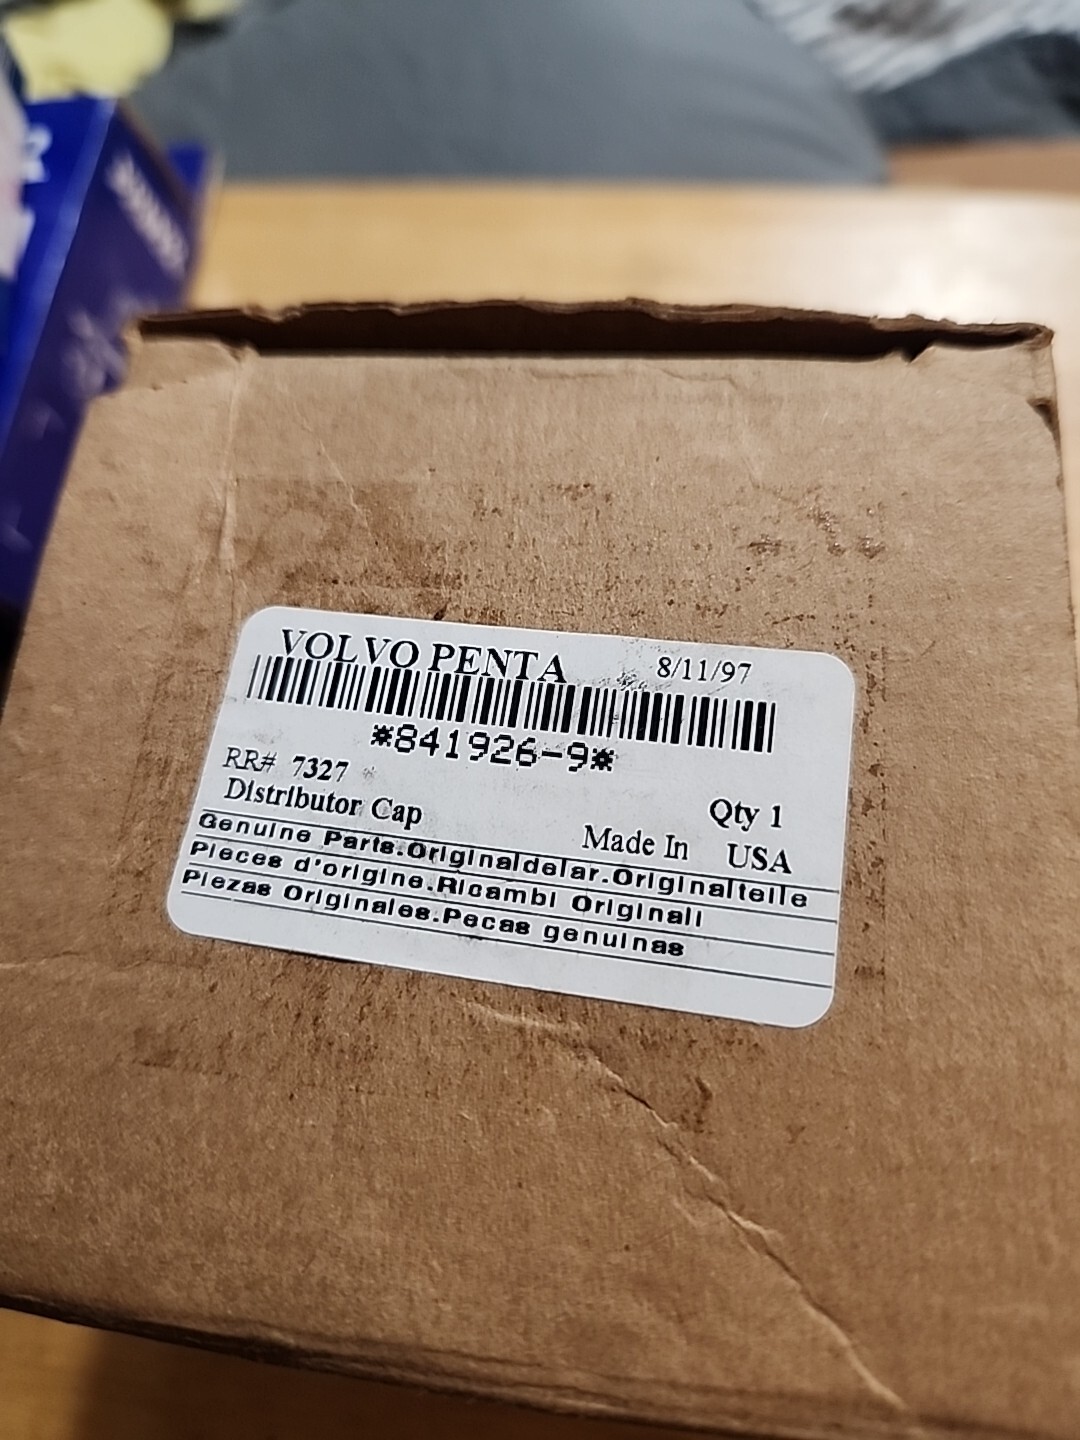 VOLVO PENTA 8/11/97
*841926-9*
RR# 7327
Distributor Cap Qty 1
Made In USA
Genuine Parts.Originaldelar.Originalteile
Pieces d'origine.Ricambi Originali
Piezas Originales.Pecas genuinas